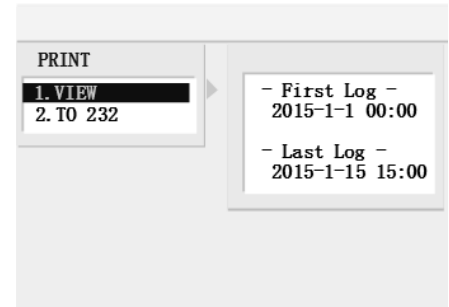 PRINT
1. VIEW
2. TO 232
- First Log -
2015-1-1 00:00
- Last Log -
2015-1-15 15:00